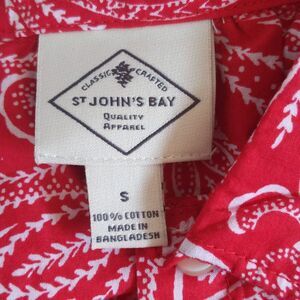 CLASSIC CRAFTED
ST JOHN'S BAY
QUALITY
APPAREL
S
100% COTTON
MADE IN
BANGLADESH